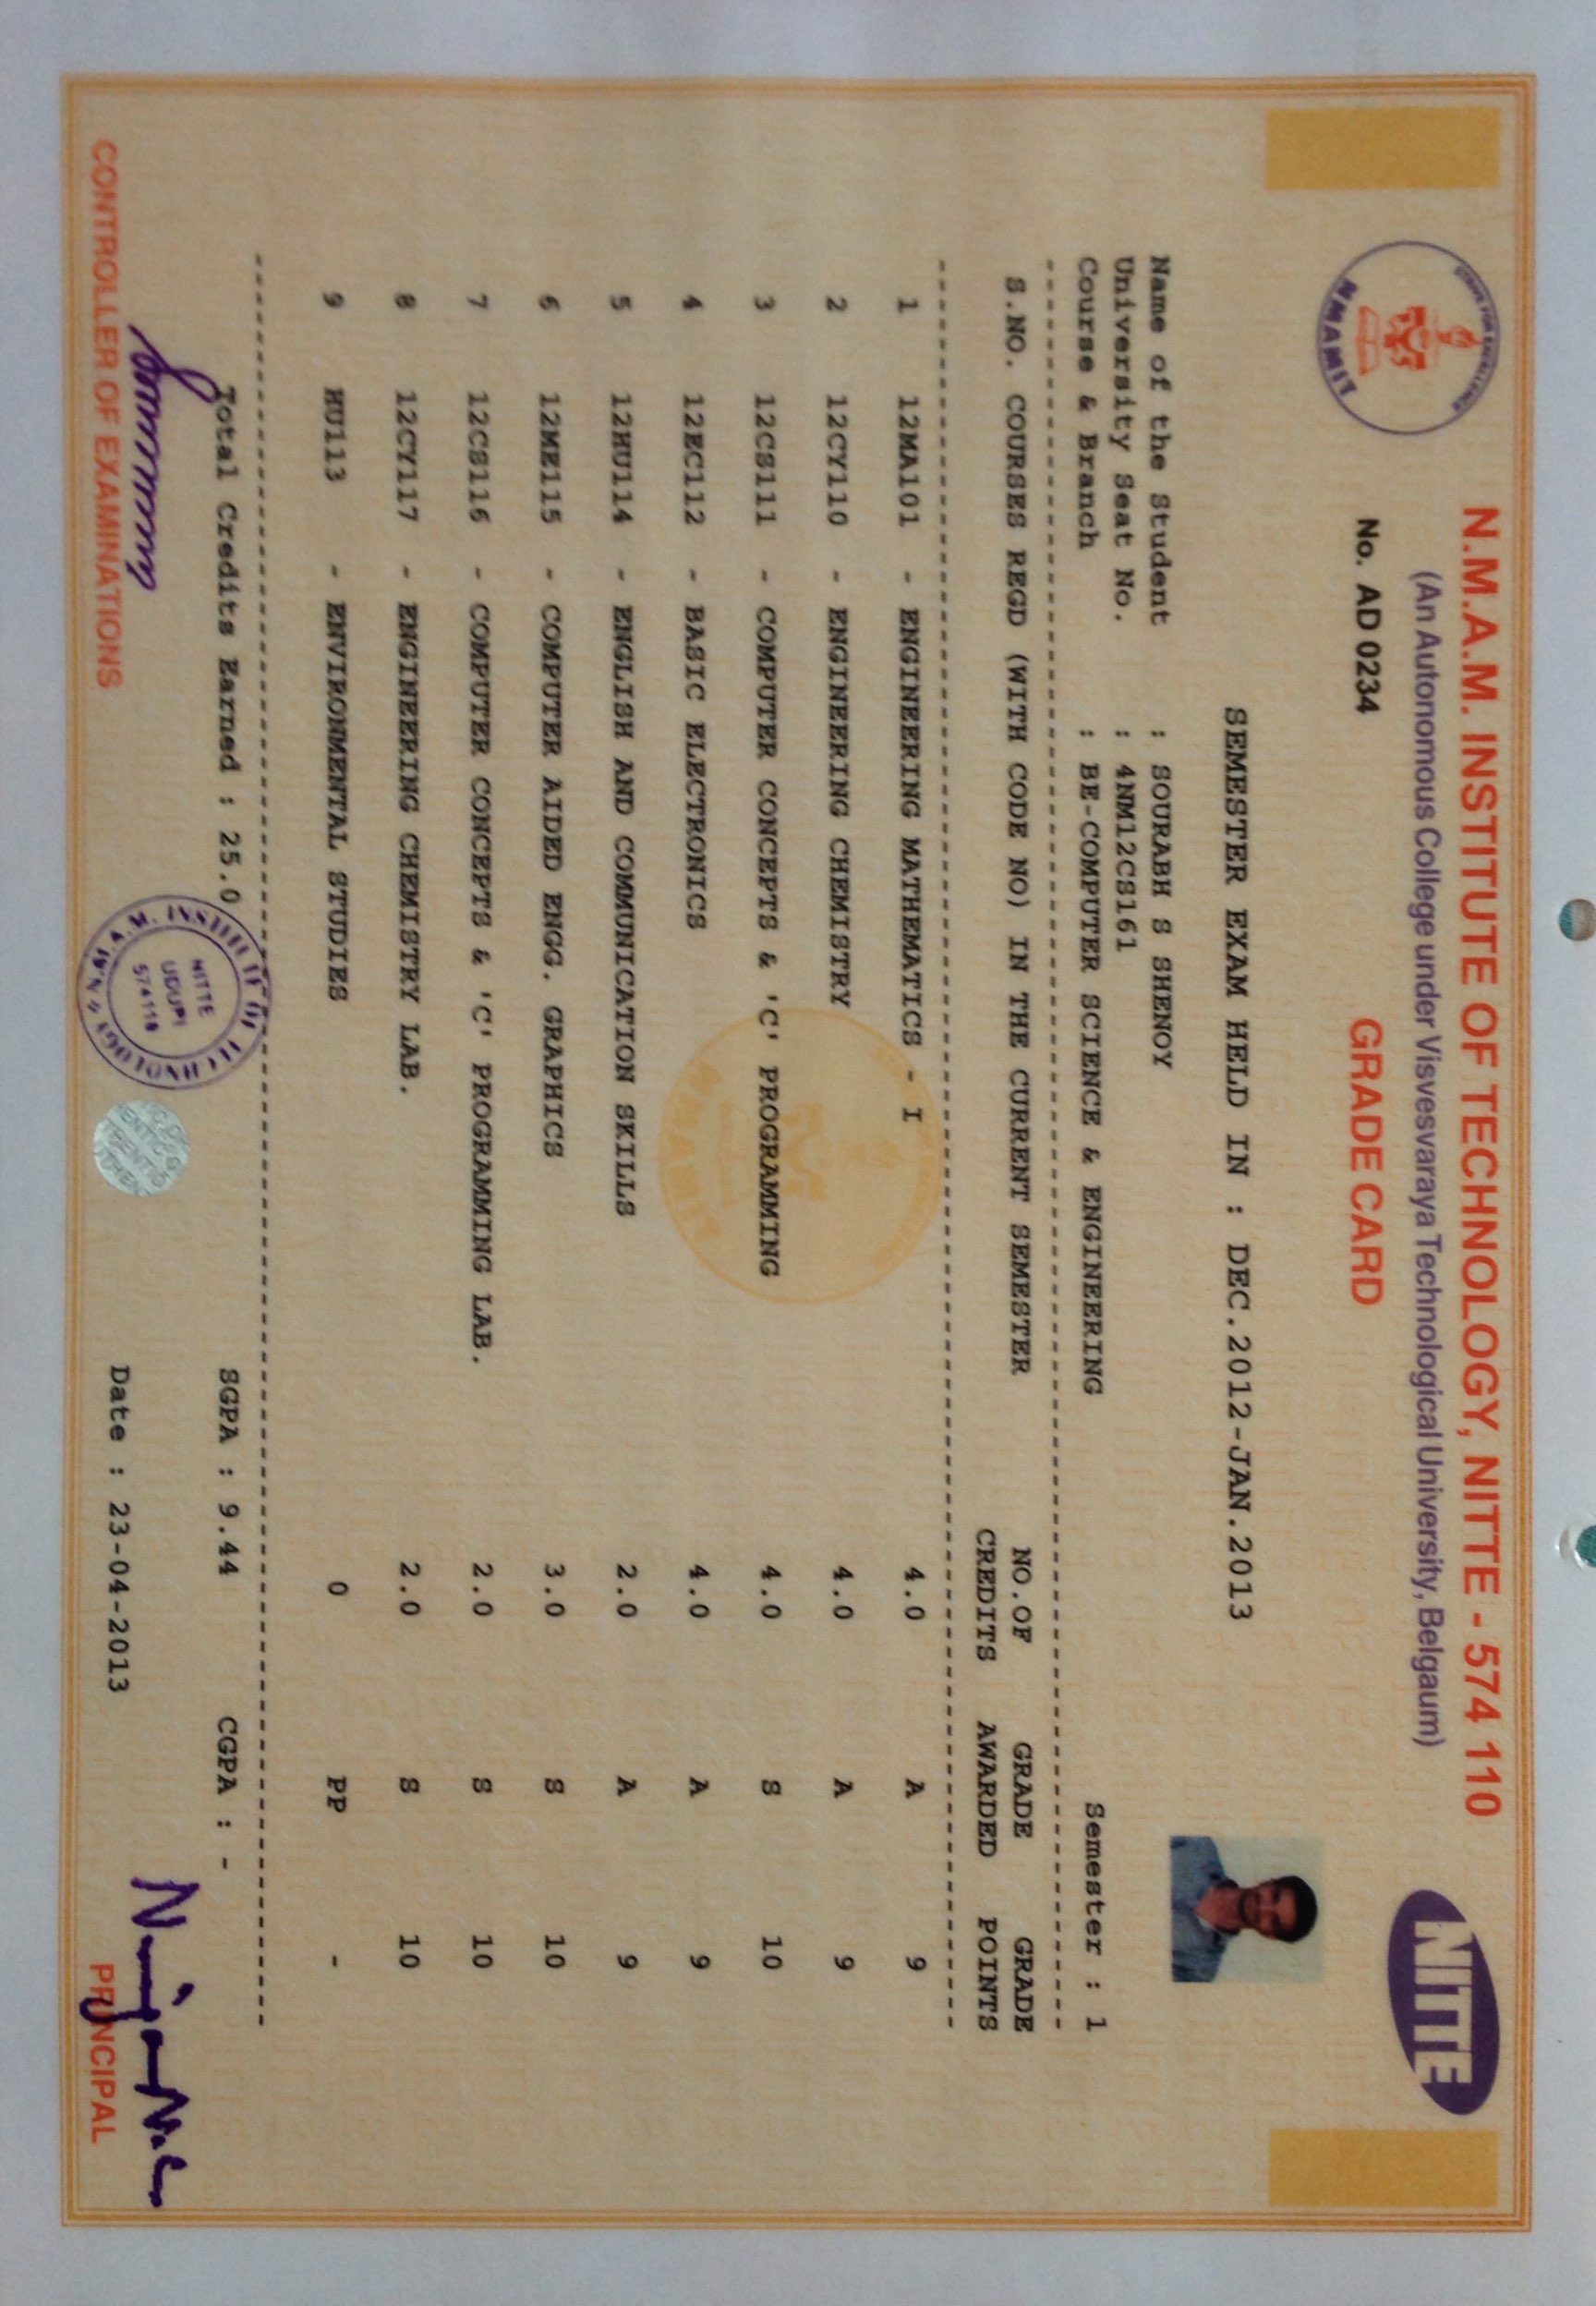 STRIVE FOR EXCELLENCE
NMAMIT
N.M.A.M. INSTITUTE OF TECHNOLOGY, NITTE - 574 110
(An Autonomous College under Visvesvaraya Technological University, Belgaum)
NITTE
No. AD 0234
GRADE CARD
SEMESTER EXAM HELD IN : DEC.2012-JAN.2013
Name of the Student : SOURABH S SHENOY
University Seat No. : 4NM12CS161
Course & Branch : BE-COMPUTER SCIENCE & ENGINEERING Semester : 1
S.NO. COURSES REGD (WITH CODE NO) IN THE CURRENT SEMESTER NO.OF GRADE GRADE
CREDITS AWARDED POINTS
1 12MA101 - ENGINEERING MATHEMATICS - I 4.0 A 9
2 12CY110 - ENGINEERING CHEMISTRY 4.0 A 9
3 12CS111 - COMPUTER CONCEPTS & 'C' PROGRAMMING 4.0 S 10
4 12EC112 - BASIC ELECTRONICS 4.0 A 9
NMAMIT
5 12HU114 - ENGLISH AND COMMUNICATION SKILLS 2.0 A 9
6 12ME115 - COMPUTER AIDED ENGG. GRAPHICS 3.0 S 10
7 12CS116 - COMPUTER CONCEPTS & 'C' PROGRAMMING LAB. 2.0 S 10
8 12CY117 - ENGINEERING CHEMISTRY LAB. 2.0 S 10
9 HU113 - ENVIRONMENTAL STUDIES 0 PP -
Total Credits Earned : 25.0 SGPA : 9.44 CGPA : -
N.M.A.M. INSTITUTE OF TECHNOLOGY
NITTE
UDUPI
574110
Date : 23-04-2013
CONTROLLER OF EXAMINATIONS
PRINCIPAL